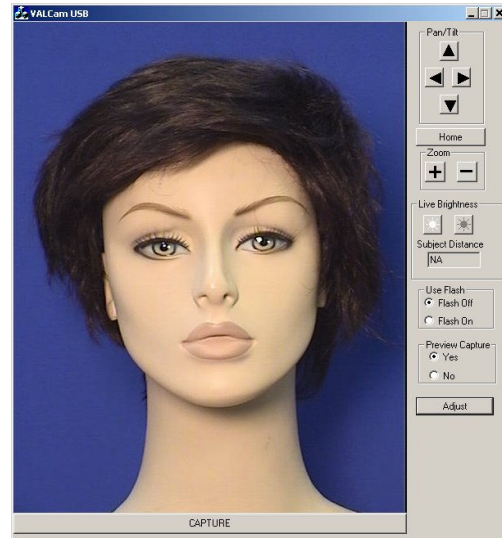 VALCam USB
Pan/Tilt
Home
Zoom
Live Brightness
Subject Distance
NA
Use Flash
Flash Off
Flash On
Preview Capture
Yes
No
Adjust
CAPTURE